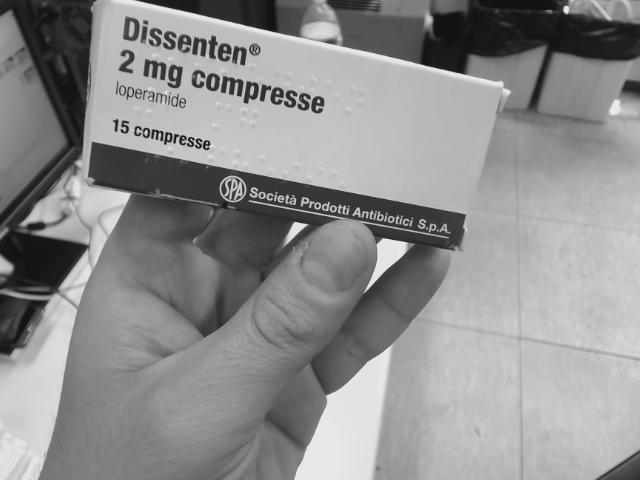 Dissenten®
2 mg compresse
loperamide
15 compresse
SPA Società Prodotti Antibiotici S.p.A.